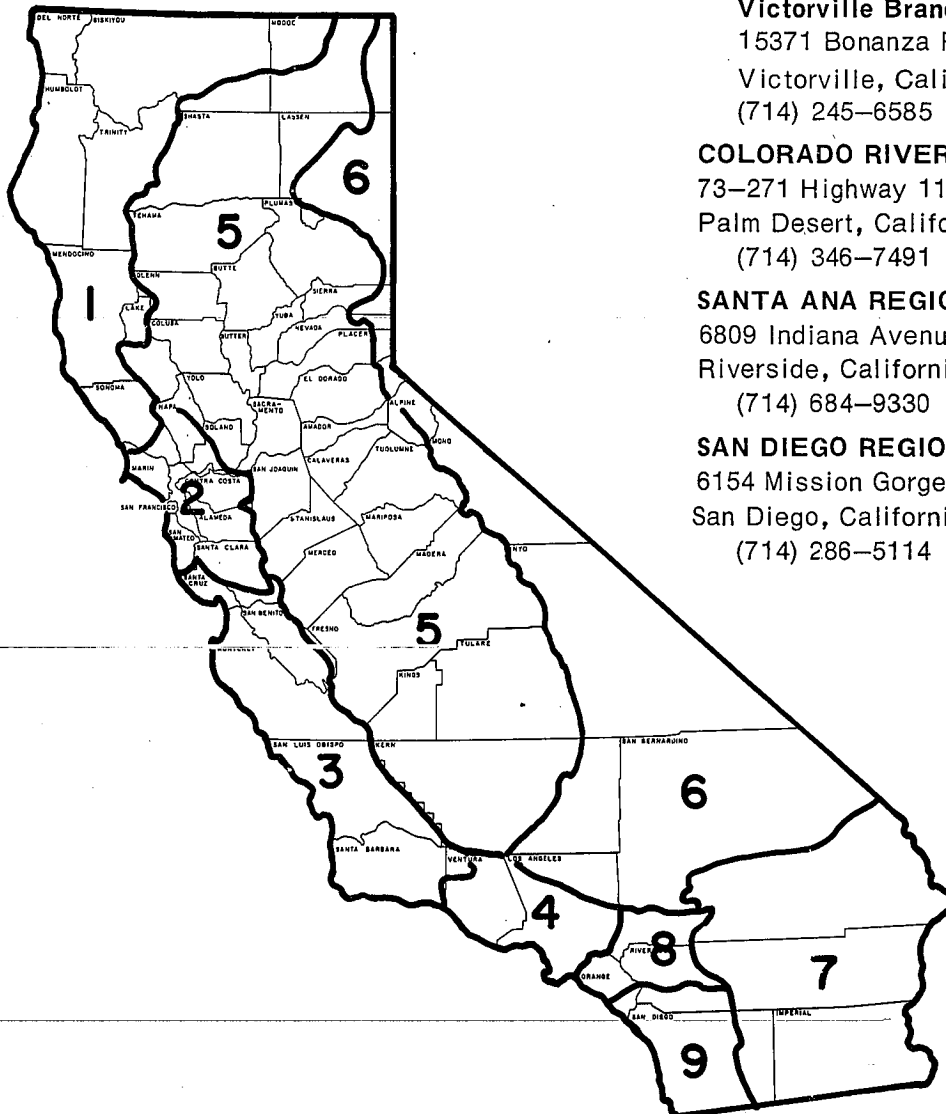 Victorville Bran
15371 Bonanza
Victorville, Cali
(714) 245–6585
COLORADO RIVER
73–271 Highway 11
Palm Desert, Califo
(714) 346–7491
SANTA ANA REGIO
6809 Indiana Avenu
Riverside, Californi
(714) 684–9330
SAN DIEGO REGIO
6154 Mission Gorge
San Diego, Californi
(714) 286–5114
DEL NORTE
SISKIYOU
MODOC
HUMBOLDT
TRINITY
SHASTA
LASSEN
6
TEHAMA
PLUMAS
5
MENDOCINO
GLENN
BUTTE
1
LAKE
COLUSA
SIERRA
YUBA
NEVADA
SUTTER
PLACER
SONOMA
YOLO
EL DORADO
NAPA
SACRA-
MENTO
ALPINE
SOLANO
AMADOR
MONO
MARIN
SAN JOAQUIN
CALAVERAS
TUOLUMNE
CONTRA COSTA
2
SAN FRANCISCO
ALAMEDA
STANISLAUS
MARIPOSA
SAN
MATEO
SANTA CLARA
MERCED
MADERA
INYO
SANTA
CRUZ
SAN BENITO
FRESNO
5
TULARE
MONTEREY
KINGS
SAN LUIS OBISPO
KERN
SAN BERNARDINO
3
6
SANTA BARBARA
VENTURA
LOS ANGELES
4
RIVER
8
7
ORANGE
SAN DIEGO
IMPERIAL
9